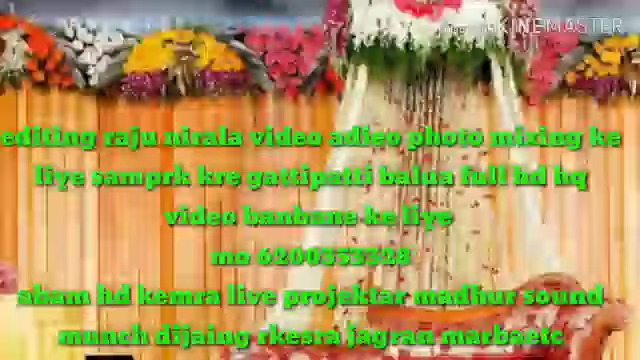 KINEMASTER
editing raju nirala video adieo photo mixing ke
liye samprk kre gattipatti balua full hd hq
video banbane ke liye
mo
sham hd kemra live projektar madhur sound
munch dijaing rkesra jagran marbaetc